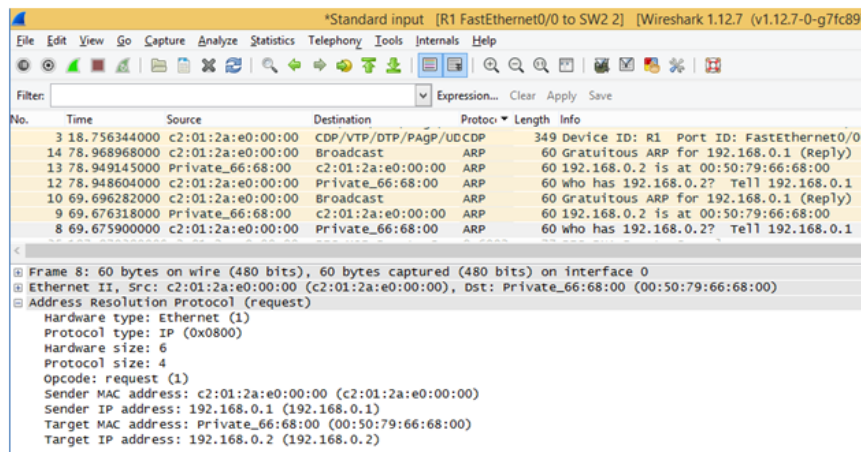 *Standard input [R1 FastEthernet0/0 to SW2 2] [Wireshark 1.12.7 (v1.12.7-0-g7fc89
File Edit View Go Capture Analyze Statistics Telephony Tools Internals Help
Filter: Expression... Clear Apply Save
No. Time Source Destination Protoc Length Info
3 18.756344000 c2:01:2a:e0:00:00 CDP/VTP/DTP/PAgP/UD CDP 349 Device ID: R1 Port ID: FastEthernet0/0
14 78.968968000 c2:01:2a:e0:00:00 Broadcast ARP 60 Gratuitous ARP for 192.168.0.1 (Reply)
13 78.949145000 Private_66:68:00 c2:01:2a:e0:00:00 ARP 60 192.168.0.2 is at 00:50:79:66:68:00
12 78.948604000 c2:01:2a:e0:00:00 Private_66:68:00 ARP 60 Who has 192.168.0.2? Tell 192.168.0.1
10 69.696282000 c2:01:2a:e0:00:00 Broadcast ARP 60 Gratuitous ARP for 192.168.0.1 (Reply)
9 69.676318000 Private_66:68:00 c2:01:2a:e0:00:00 ARP 60 192.168.0.2 is at 00:50:79:66:68:00
8 69.675900000 c2:01:2a:e0:00:00 Private_66:68:00 ARP 60 Who has 192.168.0.2? Tell 192.168.0.1
Frame 8: 60 bytes on wire (480 bits), 60 bytes captured (480 bits) on interface 0
Ethernet II, Src: c2:01:2a:e0:00:00 (c2:01:2a:e0:00:00), Dst: Private_66:68:00 (00:50:79:66:68:00)
Address Resolution Protocol (request)
Hardware type: Ethernet (1)
Protocol type: IP (0x0800)
Hardware size: 6
Protocol size: 4
Opcode: request (1)
Sender MAC address: c2:01:2a:e0:00:00 (c2:01:2a:e0:00:00)
Sender IP address: 192.168.0.1 (192.168.0.1)
Target MAC address: Private_66:68:00 (00:50:79:66:68:00)
Target IP address: 192.168.0.2 (192.168.0.2)